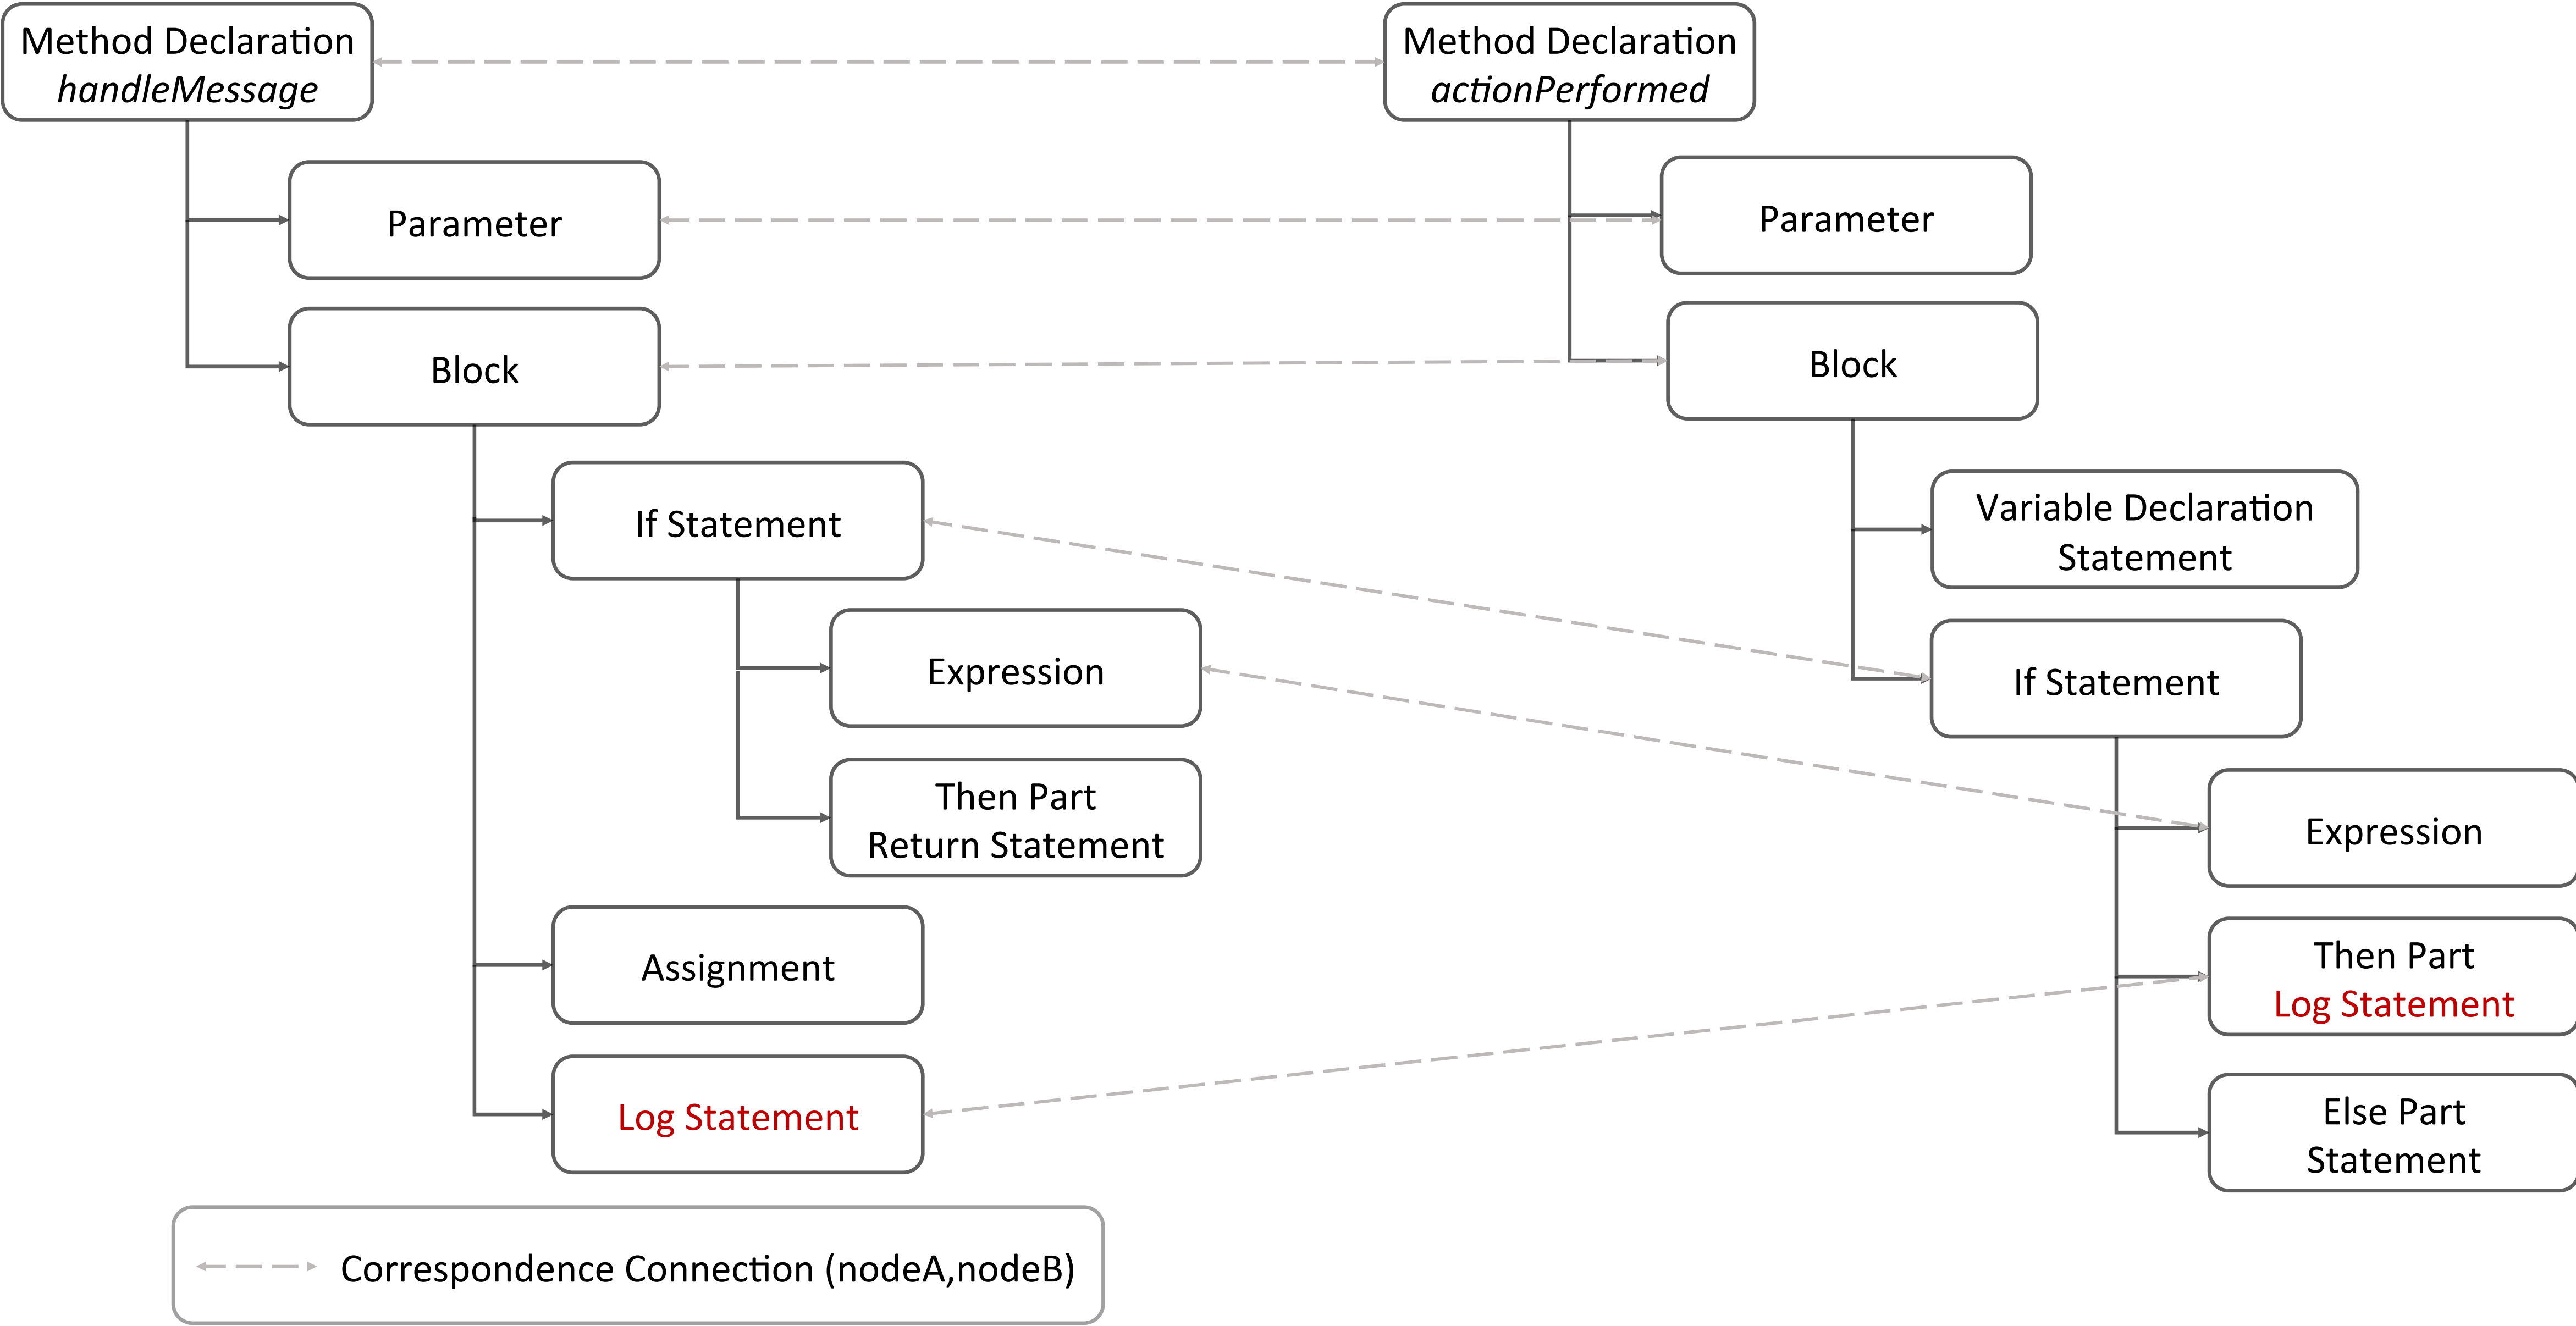 Method Declaration
handleMessage
Parameter
Block
If Statement
Expression
Then Part
Return Statement
Assignment
Log Statement
Method Declaration
actionPerformed
Parameter
Block
Variable Declaration
Statement
If Statement
Expression
Then Part
Log Statement
Else Part
Statement
Correspondence Connection (nodeA,nodeB)